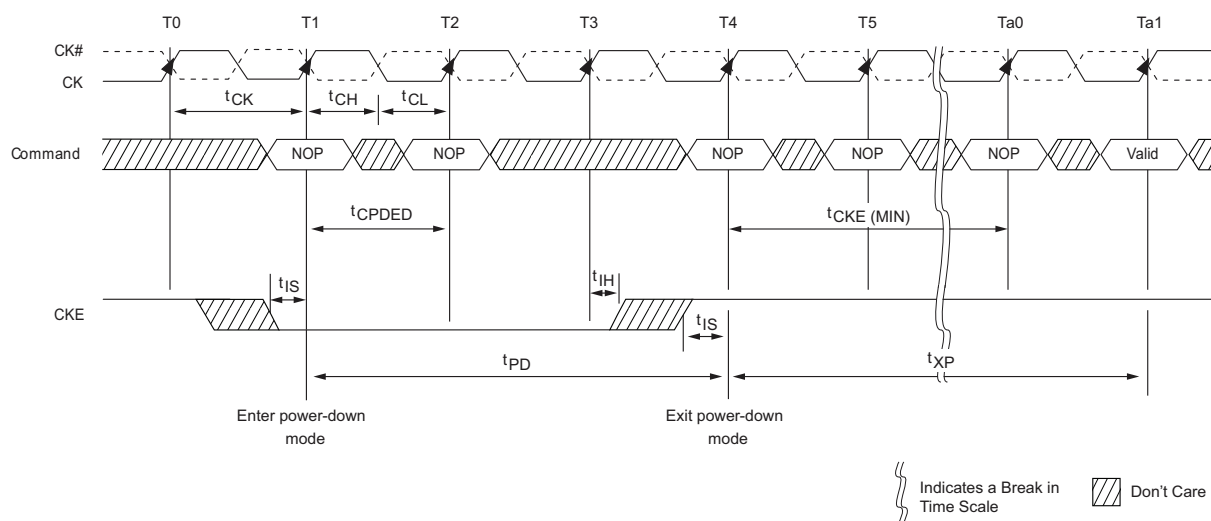 T0 T1 T2 T3 T4 T5 Ta0 Ta1
CK#
CK
tCK tCH tCL
Command NOP NOP NOP NOP NOP Valid
tCPDED tCKE (MIN)
tIS tIH
CKE
tIS
tPD tXP
Enter power-down
mode
Exit power-down
mode
Indicates a Break in
Time Scale
Don't Care